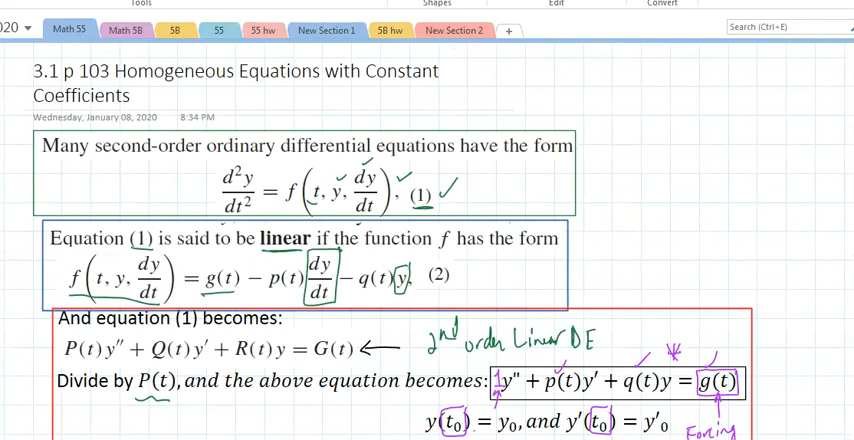 Tools Shapes Edit Convert
020 Math 55 Math 5B 5B 55 55 hw New Section 1 5B hw New Section 2 + Search (Ctrl+E)
3.1 p 103 Homogeneous Equations with Constant
Coefficients
Wednesday, January 08, 2020 8:34 PM
Many second-order ordinary differential equations have the form
d²y/dt² = f(t, y, dy/dt), (1) ✓
Equation (1) is said to be linear if the function f has the form
f(t, y, dy/dt) = g(t) − p(t) dy/dt − q(t)y, (2)
And equation (1) becomes:
P(t)y'' + Q(t)y' + R(t)y = G(t) ← 2nd order Linear DE
Divide by P(t), and the above equation becomes: 1y" + p(t)y' + q(t)y = g(t) *
y(t₀) = y₀, and y'(t₀) = y'₀ Forcing